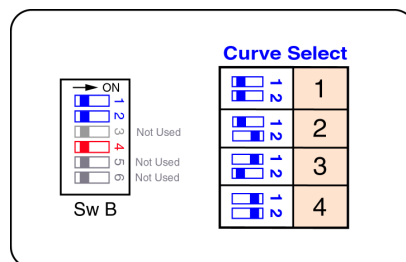 Curve Select
→ ON
1
2
3 Not Used
4
5 Not Used
6 Not Used
Sw B
1 2 1
1 2 2
1 2 3
1 2 4